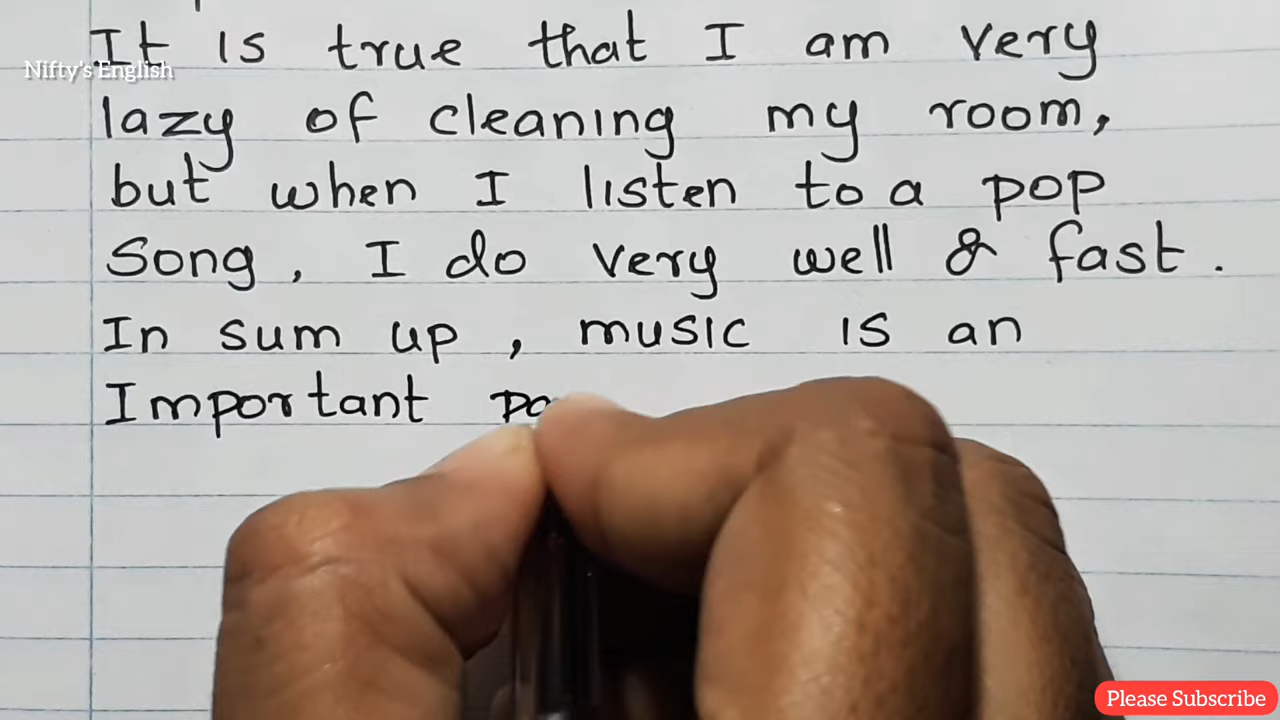 It is true that I am very
Nifty's English
lazy of cleaning my room,
but when I listen to a pop
Song, I do very well & fast.
In sum up, music is an
Important
Please Subscribe